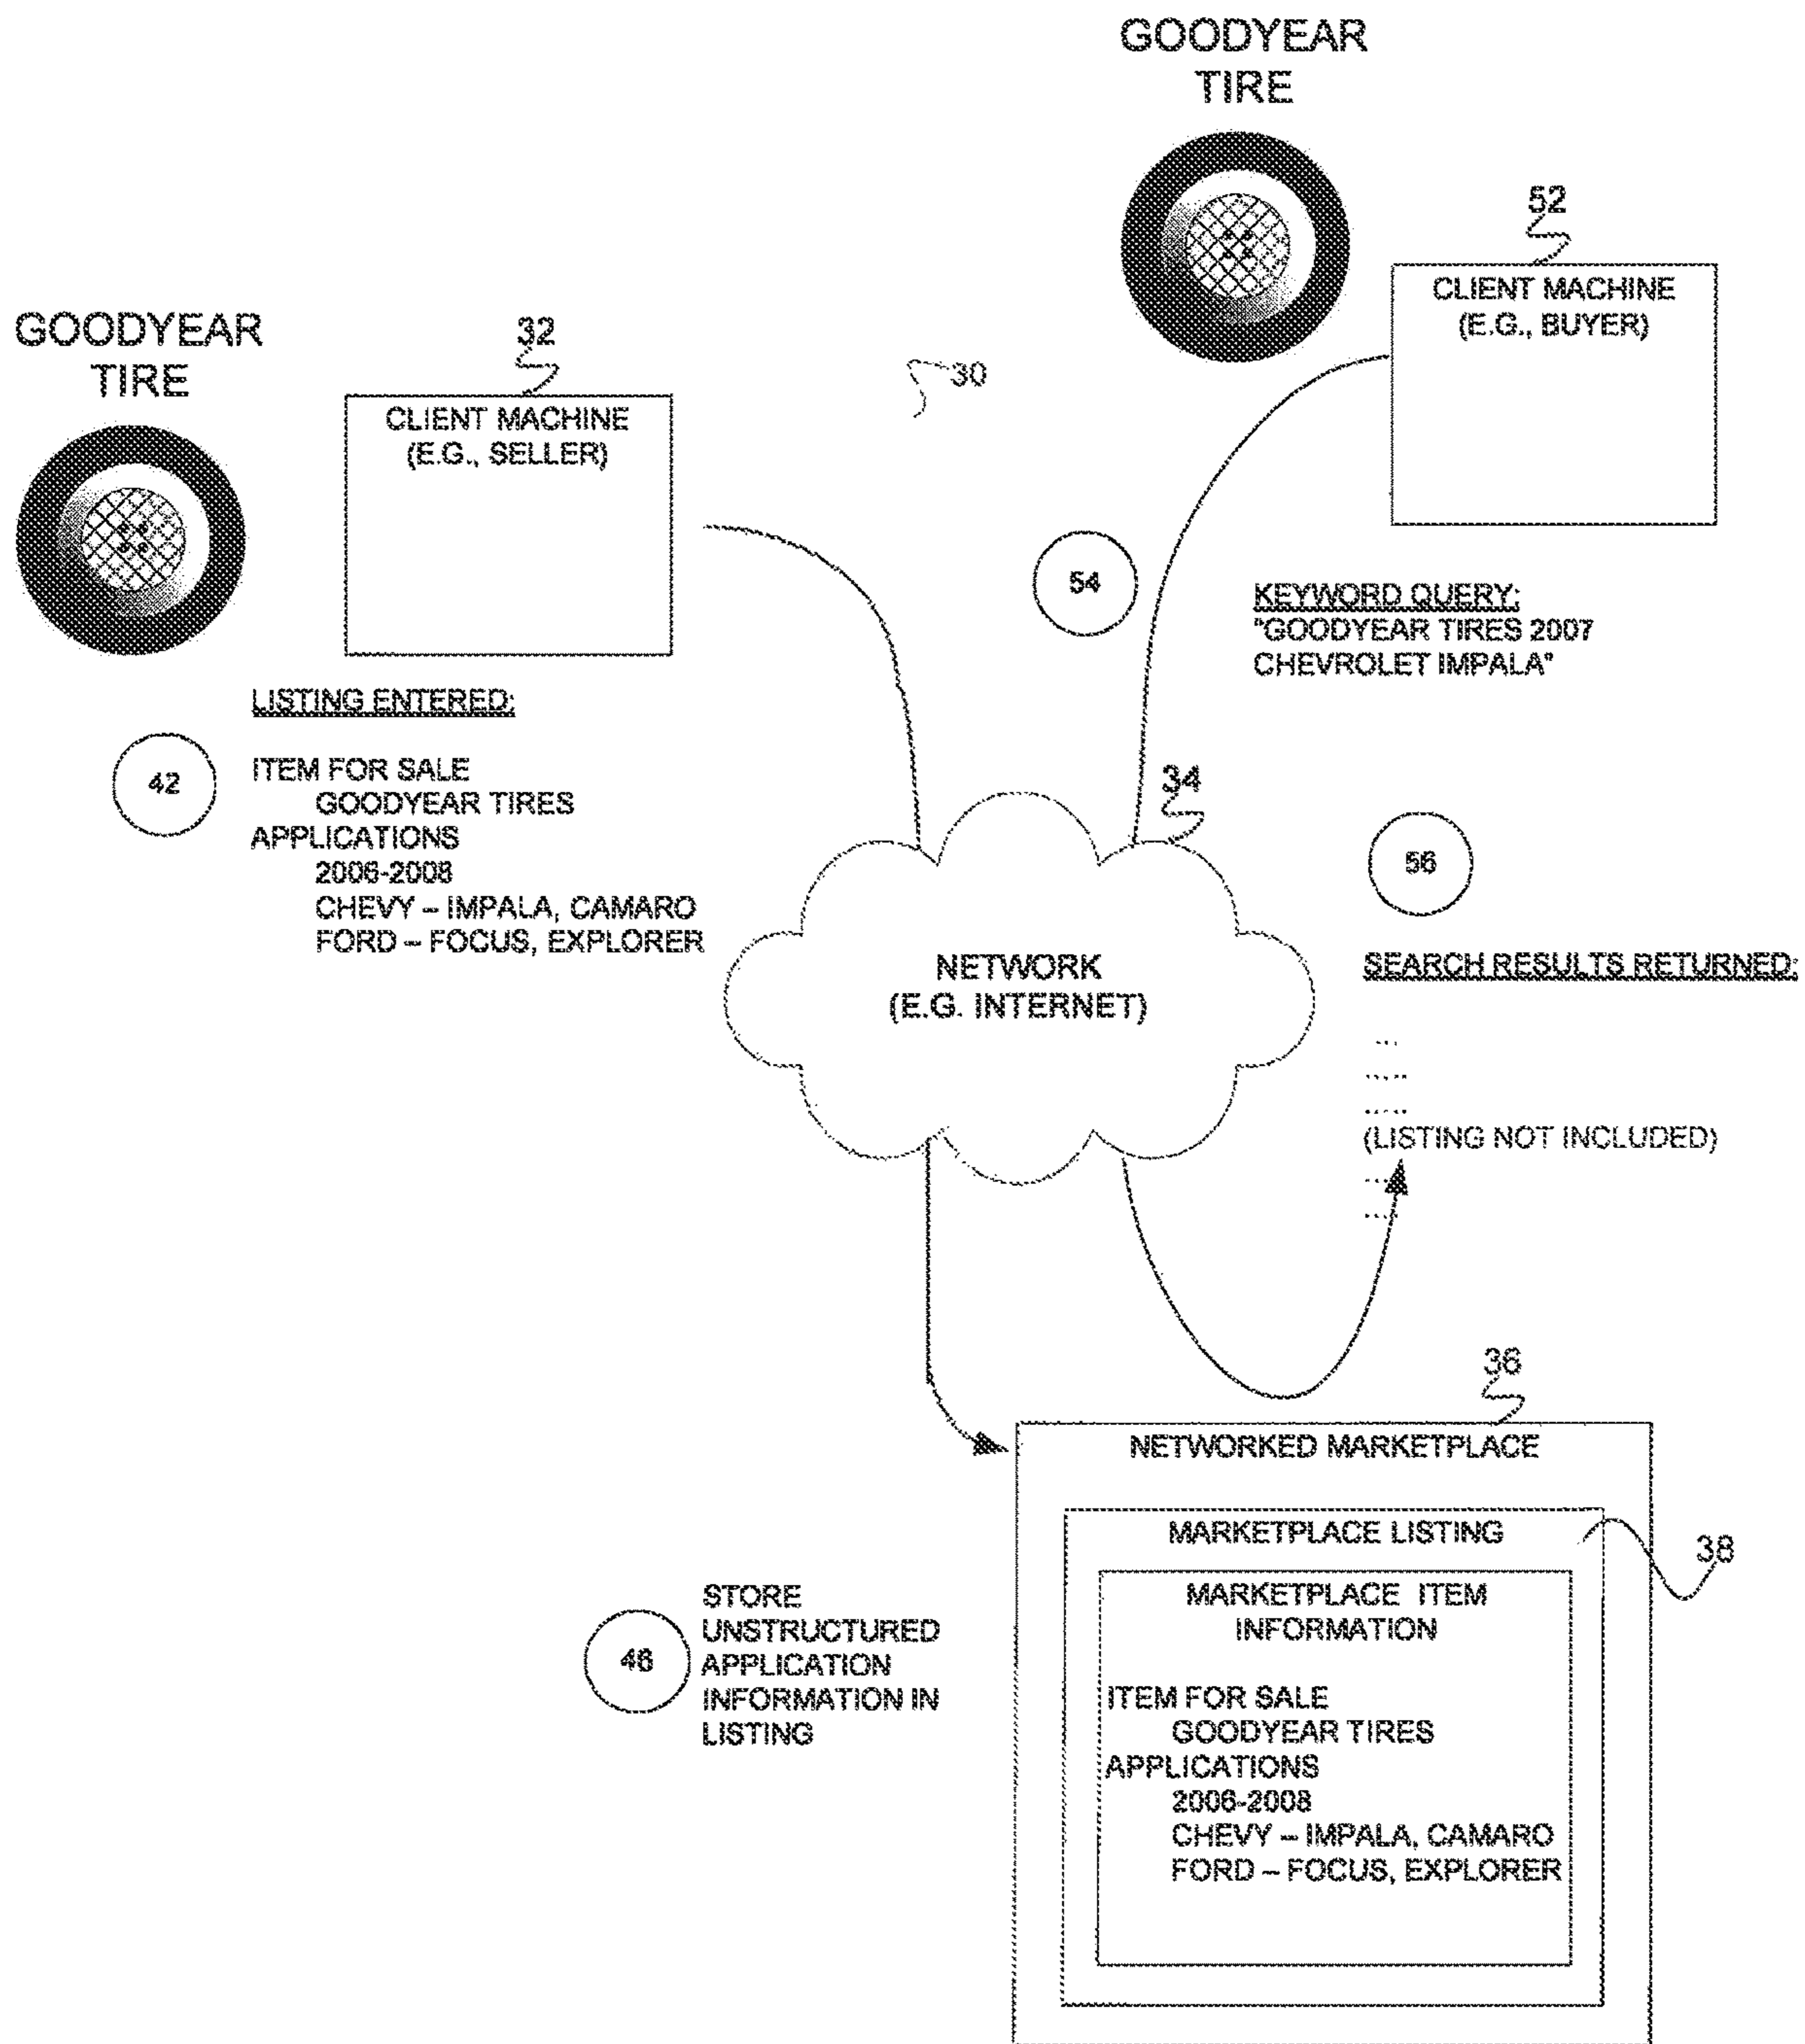 GOODYEAR
TIRE
52
CLIENT MACHINE
(E.G., BUYER)
GOODYEAR
TIRE
32
CLIENT MACHINE
(E.G., SELLER)
30
54
KEYWORD QUERY:
"GOODYEAR TIRES 2007
CHEVROLET IMPALA"
LISTING ENTERED:
42
ITEM FOR SALE
GOODYEAR TIRES
APPLICATIONS
2006-2008
CHEVY – IMPALA, CAMARO
FORD – FOCUS, EXPLORER
34
NETWORK
(E.G. INTERNET)
56
SEARCH RESULTS RETURNED:
....
......
......
(LISTING NOT INCLUDED)
......
.....
36
NETWORKED MARKETPLACE
MARKETPLACE LISTING
38
MARKETPLACE ITEM
INFORMATION
ITEM FOR SALE
GOODYEAR TIRES
APPLICATIONS
2006-2008
CHEVY – IMPALA, CAMARO
FORD – FOCUS, EXPLORER
46
STORE
UNSTRUCTURED
APPLICATION
INFORMATION IN
LISTING